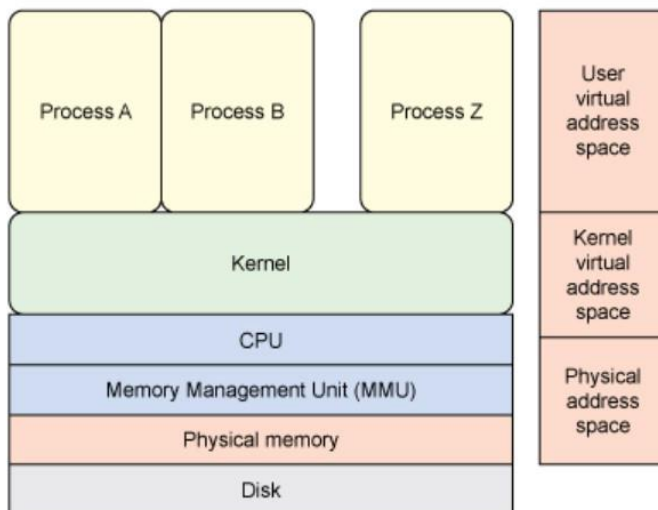 Process A
Process B
Process Z
Kernel
CPU
Memory Management Unit (MMU)
Physical memory
Disk
User
virtual
address
space
Kernel
virtual
address
space
Physical
address
space